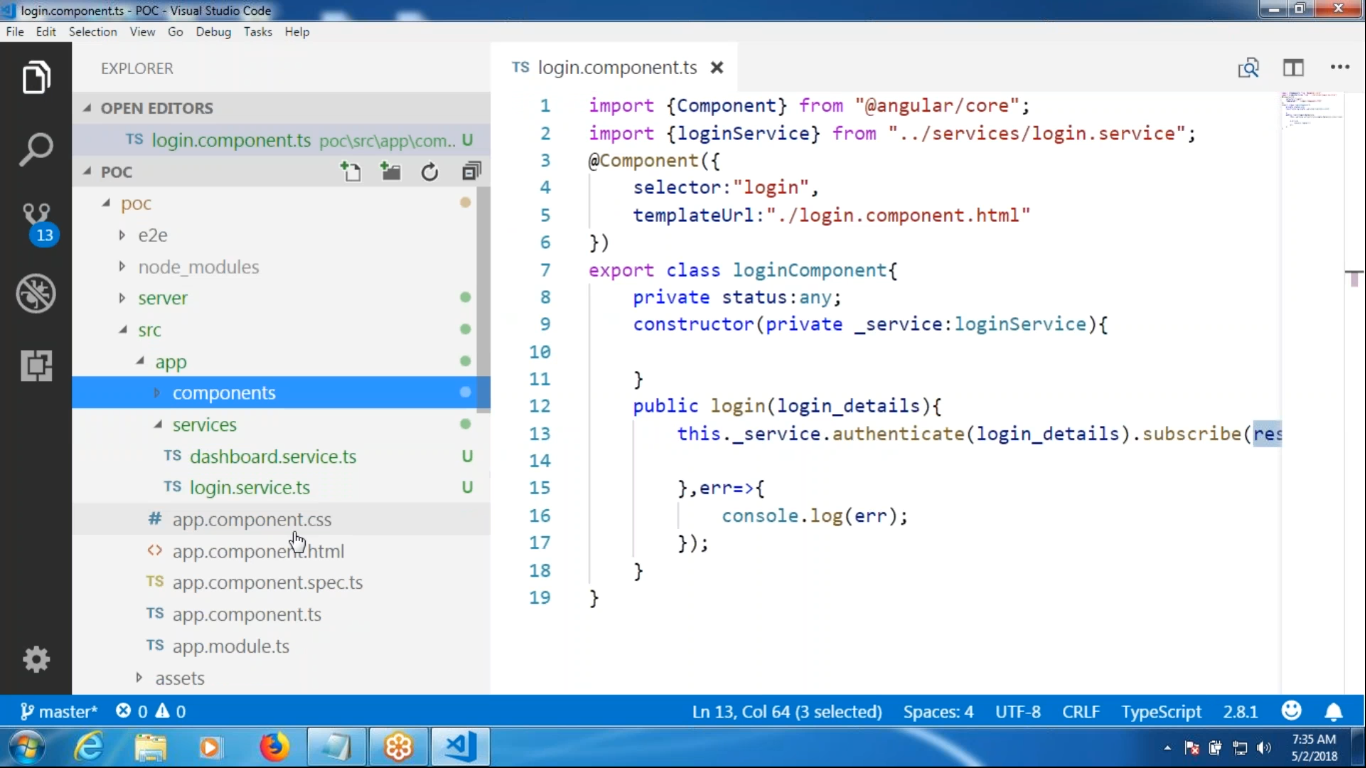 login.component.ts - POC - Visual Studio Code
File Edit Selection View Go Debug Tasks Help
EXPLORER
OPEN EDITORS
TS login.component.ts poc\src\app\com... U
POC
poc
e2e
node_modules
server
src
app
components
services
TS dashboard.service.ts U
TS login.service.ts U
# app.component.css
<> app.component.html
TS app.component.spec.ts
TS app.component.ts
TS app.module.ts
assets
13
TS login.component.ts
1 import {Component} from "@angular/core";
2 import {loginService} from "../services/login.service";
3 @Component({
4 selector:"login",
5 templateUrl:"./login.component.html"
6 })
7 export class loginComponent{
8 private status:any;
9 constructor(private _service:loginService){
10
11 }
12 public login(login_details){
13 this._service.authenticate(login_details).subscribe(res
14
15 },err=>{
16 console.log(err);
17 });
18 }
19 }
master* 0 0 Ln 13, Col 64 (3 selected) Spaces: 4 UTF-8 CRLF TypeScript 2.8.1
7:35 AM
5/2/2018